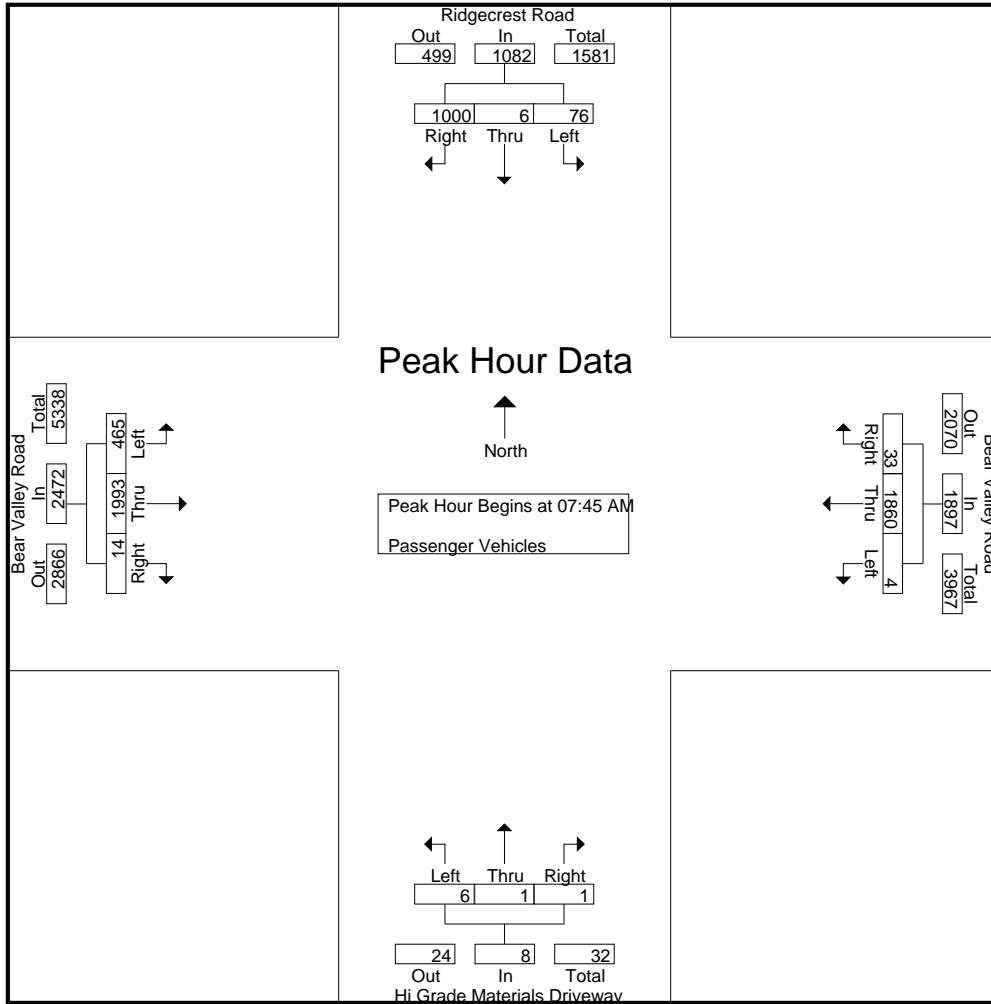 Ridgecrest Road
Out In Total
499 1082 1581
1000 6 76
Right Thru Left
Peak Hour Data
North
Peak Hour Begins at 07:45 AM
Passenger Vehicles
Bear Valley Road
Out In Total
2866 2472 5338
465 1993 14
Left Thru Right
Right Thru Left
33 1860 4
2070 1897 3967
Out In Total
Bear Valley Road
Left Thru Right
6 1 1
24 8 32
Out In Total
Hi Grade Materials Driveway